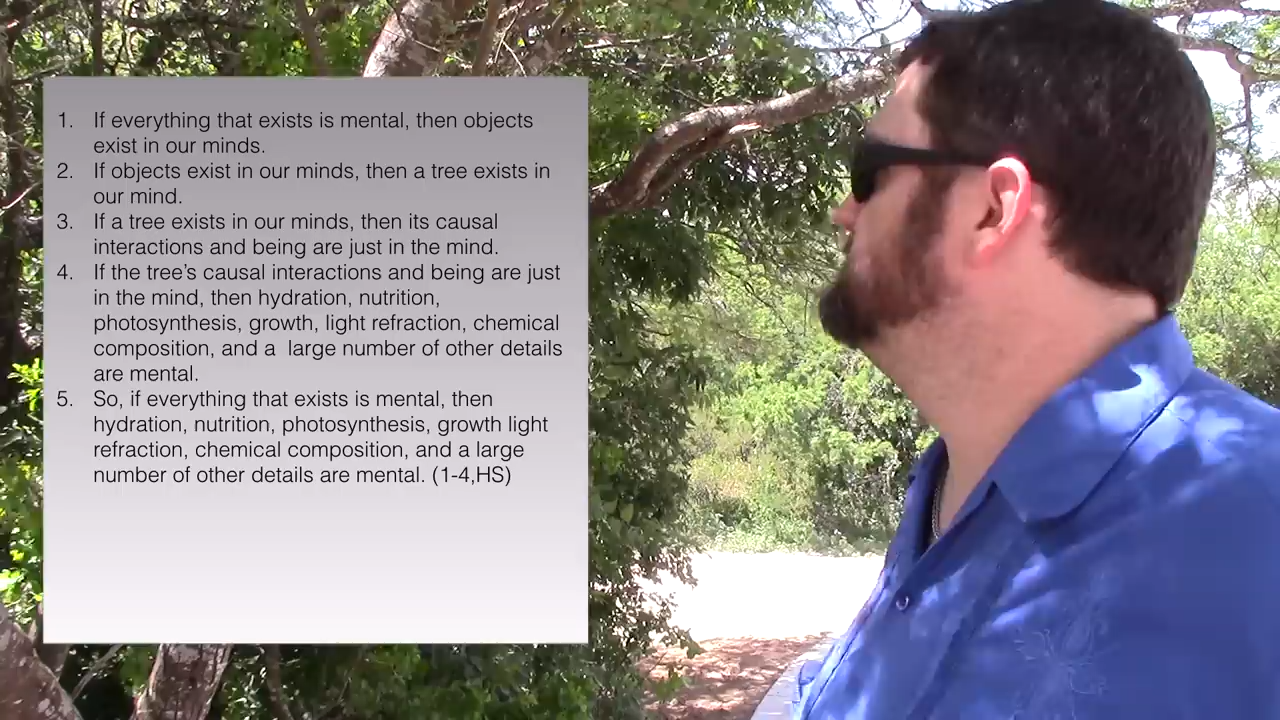 1. If everything that exists is mental, then objects
exist in our minds.
2. If objects exist in our minds, then a tree exists in
our mind.
3. If a tree exists in our minds, then its causal
interactions and being are just in the mind.
4. If the tree's causal interactions and being are just
in the mind, then hydration, nutrition,
photosynthesis, growth, light refraction, chemical
composition, and a  large number of other details
are mental.
5. So, if everything that exists is mental, then
hydration, nutrition, photosynthesis, growth light
refraction, chemical composition, and a large
number of other details are mental. (1-4,HS)